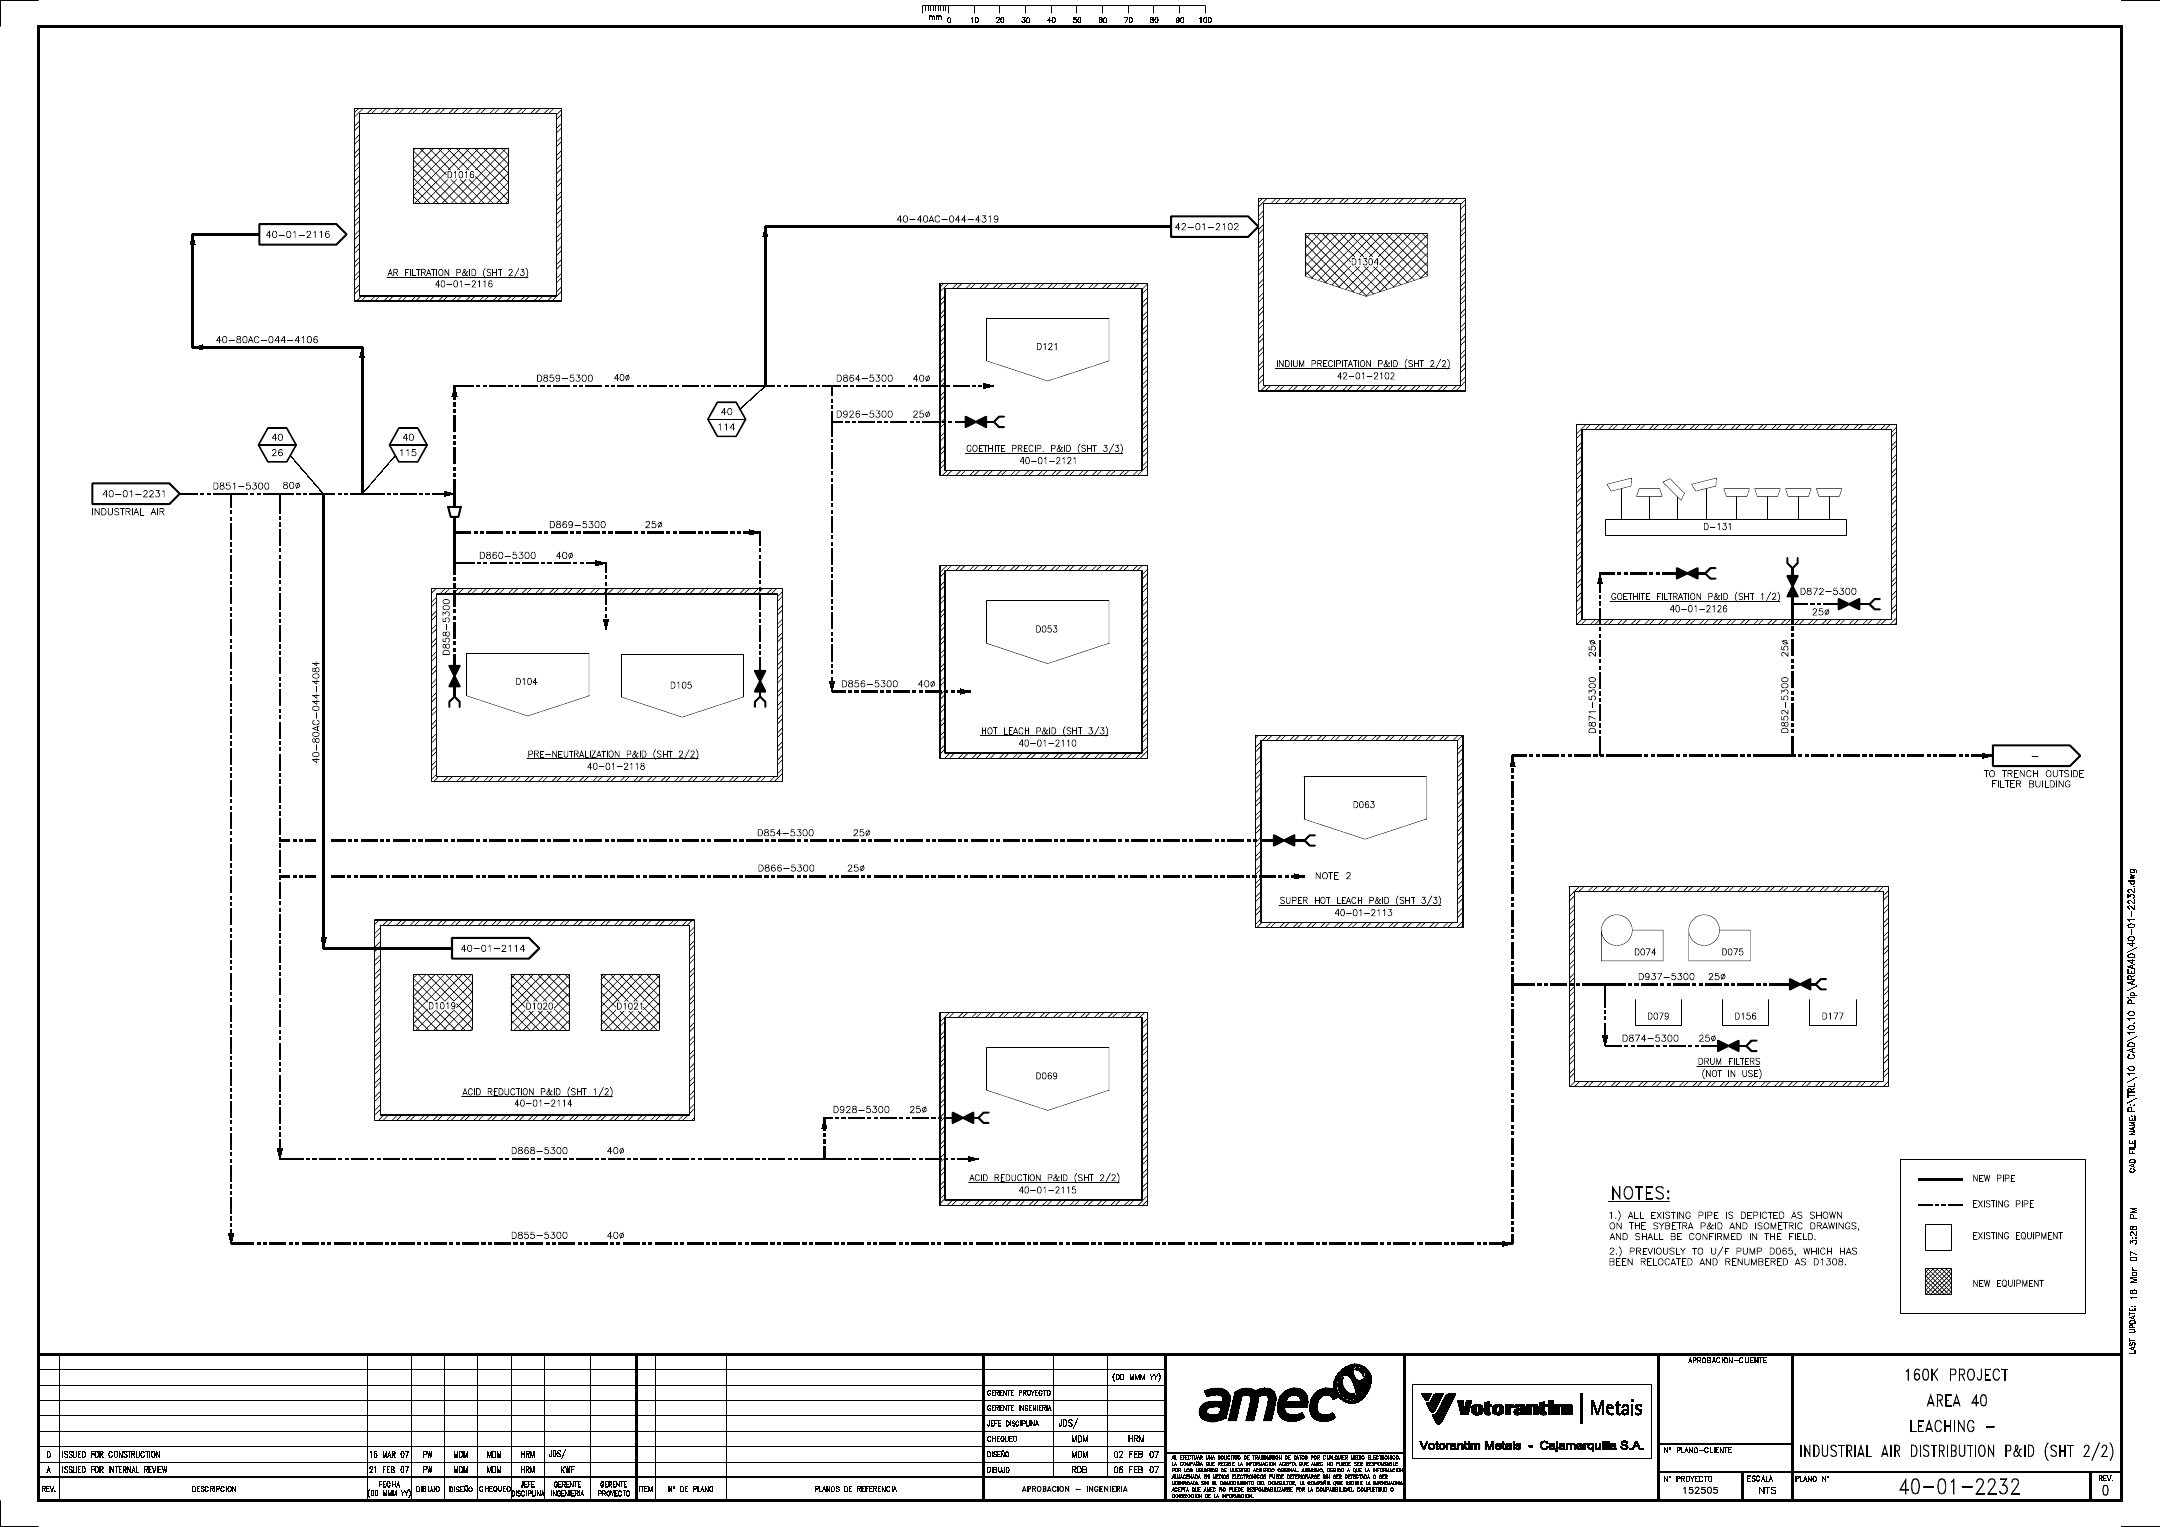 mm 0 10 20 30 40 50 60 70 80 90 100
D1016
AR FILTRATION P&ID (SHT 2/3)
40-01-2116
40-01-2116
40-80AC-044-4106
40-40AC-044-4319
42-01-2102
D1304
INDIUM PRECIPITATION P&ID (SHT 2/2)
42-01-2102
D121
GOETHITE PRECIP. P&ID (SHT 3/3)
40-01-2121
D859-5300 40ø
D864-5300 40ø
D926-5300 25ø
40
114
40
26
40
115
40-01-2231
INDUSTRIAL AIR
D851-5300 80ø
D869-5300 25ø
D860-5300 40ø
D858-5300
D104
D105
PRE-NEUTRALIZATION P&ID (SHT 2/2)
40-01-2118
40-80AC-044-4084
D053
D856-5300 40ø
HOT LEACH P&ID (SHT 3/3)
40-01-2110
D-131
D872-5300
25ø
GOETHITE FILTRATION P&ID (SHT 1/2)
40-01-2126
D871-5300 25ø
D852-5300 25ø
-
TO TRENCH OUTSIDE
FILTER BUILDING
D063
D854-5300 25ø
D866-5300 25ø
NOTE 2
SUPER HOT LEACH P&ID (SHT 3/3)
40-01-2113
40-01-2114
D1019
D1020
D1021
ACID REDUCTION P&ID (SHT 1/2)
40-01-2114
D074
D075
D937-5300 25ø
D079
D156
D177
D874-5300 25ø
DRUM FILTERS
(NOT IN USE)
D069
D928-5300 25ø
D868-5300 40ø
ACID REDUCTION P&ID (SHT 2/2)
40-01-2115
D855-5300 40ø
NOTES:
1.) ALL EXISTING PIPE IS DEPICTED AS SHOWN
ON THE SYBETRA P&ID AND ISOMETRIC DRAWINGS,
AND SHALL BE CONFIRMED IN THE FIELD.
2.) PREVIOUSLY TO U/F PUMP D065, WHICH HAS
BEEN RELOCATED AND RENUMBERED AS D1308.
NEW PIPE
EXISTING PIPE
EXISTING EQUIPMENT
NEW EQUIPMENT
LAST UPDATE: 16 Mar 07 3:28 PM CAD FILE NAME: P:\TRL\10 CAD\10.10 Pip\AREA40\40-01-2232.dwg
0 ISSUED FOR CONSTRUCTION 16 MAR 07 PW MDM MDM HRM JDS/
A ISSUED FOR INTERNAL REVIEW 21 FEB 07 PW MDM MDM HRM KWF
REV. DESCRIPCION FECHA (DD MMM YY) DIBUJO DISEÑO CHEQUEO JEFE DISCIPLINA GERENTE INGENIERIA GERENTE PROYECTO
ITEM N° DE PLANO PLANOS DE REFERENCIA
(DD MMM YY)
GERENTE PROYECTO
GERENTE INGENIERIA
JEFE DISCIPLINA JDS/
CHEQUEO MDM HRM
DISEÑO MDM 02 FEB 07
DIBUJO RDB 06 FEB 07
APROBACION - INGENIERIA
amec
Votorantim | Metais
Votorantim Metais - Cajamarquilla S.A.
APROBACION-CLIENTE
N° PLANO-CLIENTE
N° PROYECTO
152505
ESCALA
NTS
160K PROJECT
AREA 40
LEACHING -
INDUSTRIAL AIR DISTRIBUTION P&ID (SHT 2/2)
PLANO N°
40-01-2232
REV.
0